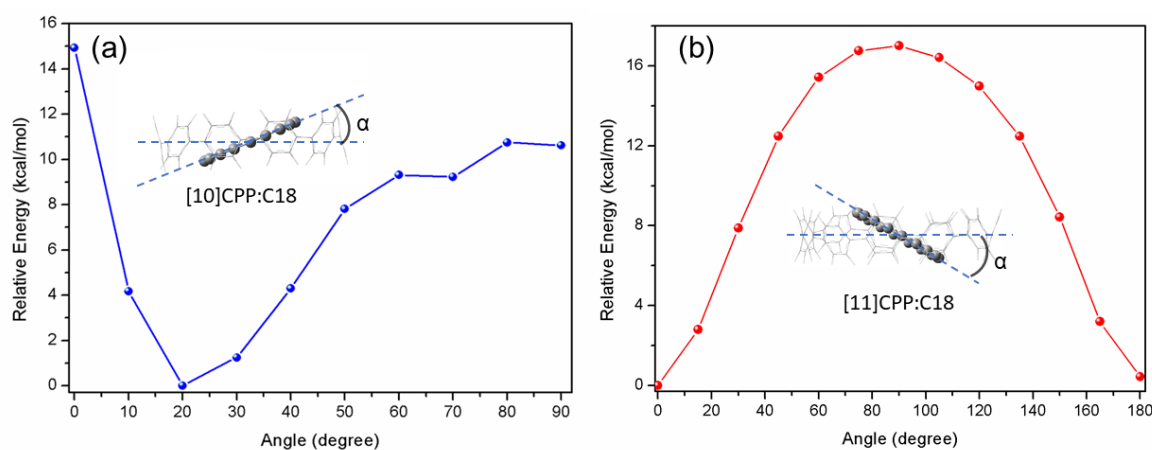 (a)
16
14
12
10
8
6
4
2
0
Relative Energy (kcal/mol)
α
[10]CPP:C18
0 10 20 30 40 50 60 70 80 90
Angle (degree)
(b)
16
12
8
4
0
Relative Energy (kcal/mol)
α
[11]CPP:C18
0 20 40 60 80 100 120 140 160 180
Angle (degree)